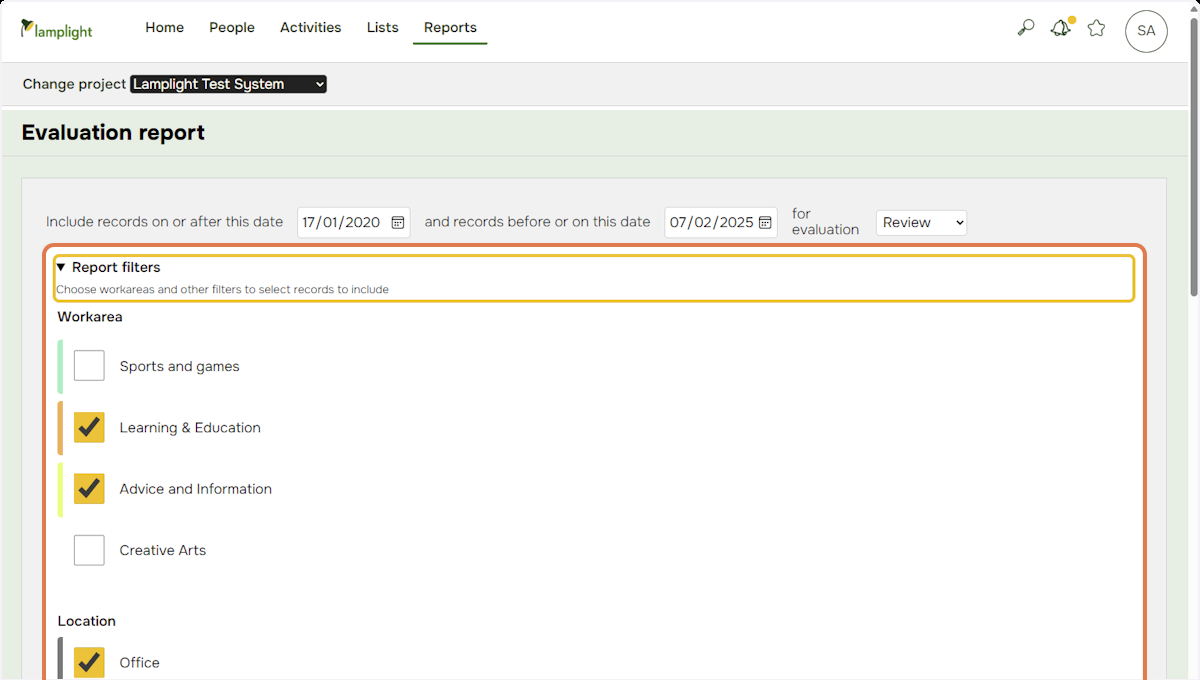 lamplight
Home People Activities Lists Reports
SA
Change project Lamplight Test System
Evaluation report
Include records on or after this date 17/01/2020 and records before or on this date 07/02/2025 for evaluation Review
Report filters
Choose workareas and other filters to select records to include
Workarea
Sports and games
Learning & Education
Advice and Information
Creative Arts
Location
Office